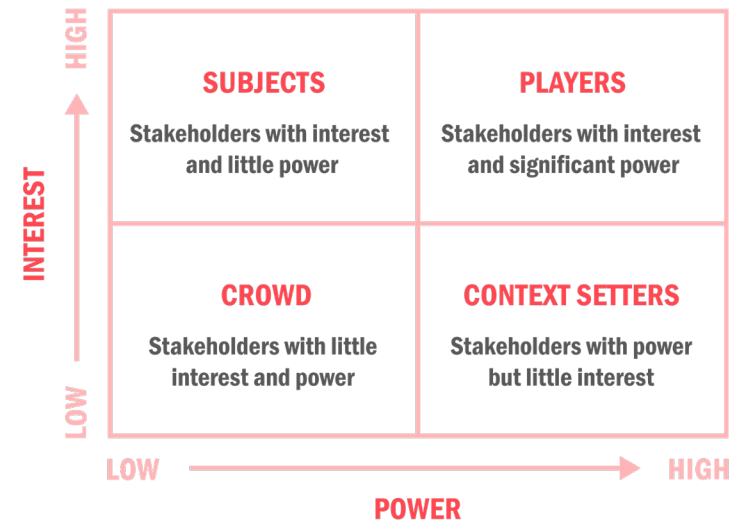 HIGH
SUBJECTS
Stakeholders with interest
and little power
PLAYERS
Stakeholders with interest
and significant power
INTEREST
CROWD
Stakeholders with little
interest and power
CONTEXT SETTERS
Stakeholders with power
but little interest
LOW
LOW
HIGH
POWER